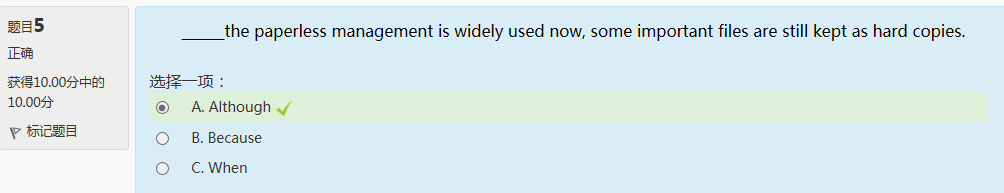 题目5
正确
获得10.00分中的
10.00分
标记题目
______the paperless management is widely used now, some important files are still kept as hard copies.
选择一项：
A. Although
B. Because
C. When